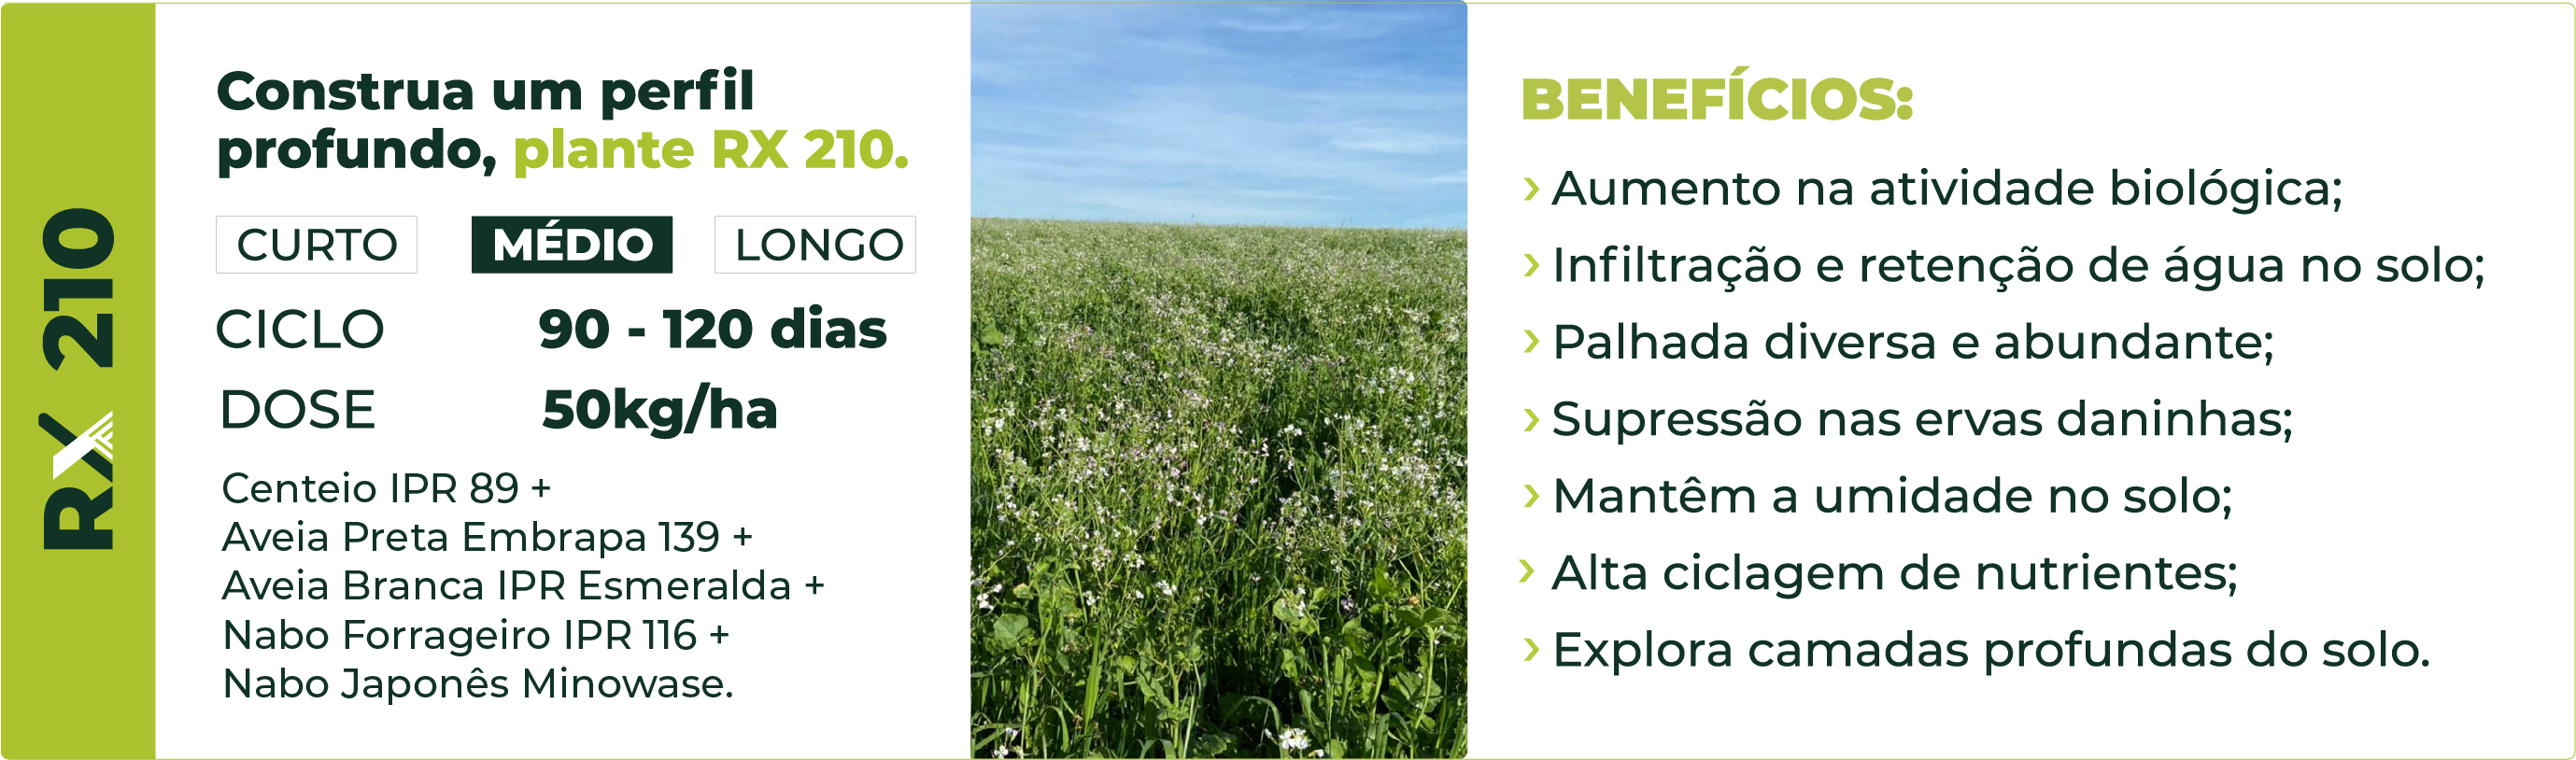 RX 210
Construa um perfil
profundo, plante RX 210.
CURTO MÉDIO LONGO
CICLO 90 - 120 dias
DOSE 50kg/ha
Centeio IPR 89 +
Aveia Preta Embrapa 139 +
Aveia Branca IPR Esmeralda +
Nabo Forrageiro IPR 116 +
Nabo Japonês Minowase.
BENEFÍCIOS:
› Aumento na atividade biológica;
› Infiltração e retenção de água no solo;
› Palhada diversa e abundante;
› Supressão nas ervas daninhas;
› Mantêm a umidade no solo;
› Alta ciclagem de nutrientes;
› Explora camadas profundas do solo.